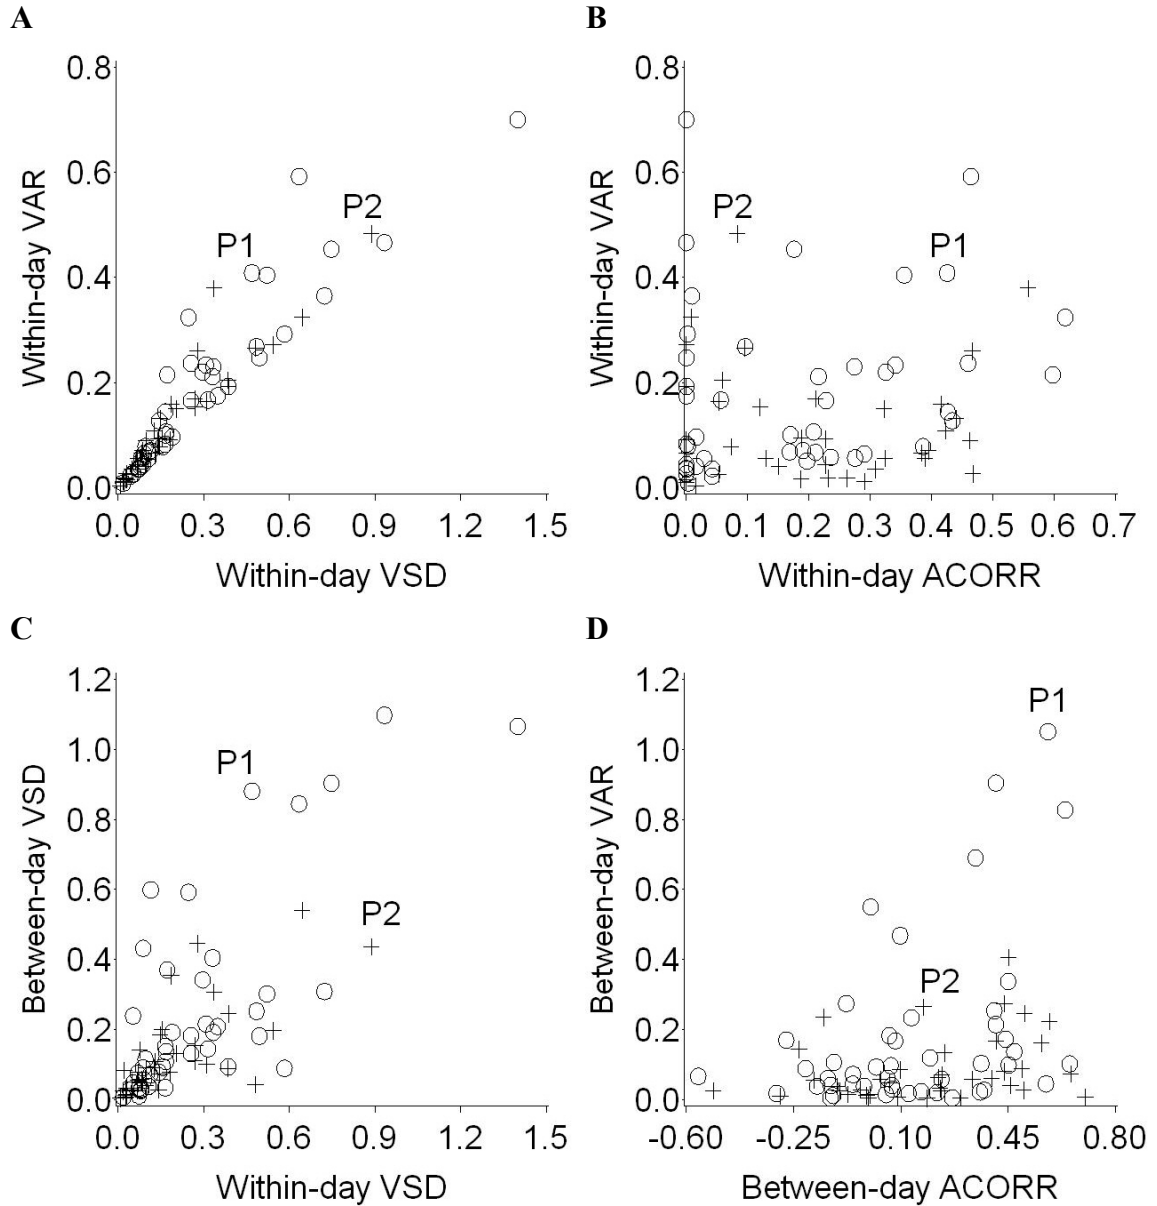 A
B
0.8
0.6
0.4
0.2
0.0
Within-day VAR
P1
P2
0.0 0.3 0.6 0.9 1.2 1.5
Within-day VSD
0.8
0.6
0.4
0.2
0.0
Within-day VAR
P2
P1
0.0 0.1 0.2 0.3 0.4 0.5 0.6 0.7
Within-day ACORR
C
D
1.2
1.0
0.8
0.6
0.4
0.2
0.0
Between-day VSD
P1
P2
0.0 0.3 0.6 0.9 1.2 1.5
Within-day VSD
1.2
1.0
0.8
0.6
0.4
0.2
0.0
Between-day VAR
P1
P2
-0.60 -0.25 0.10 0.45 0.80
Between-day ACORR